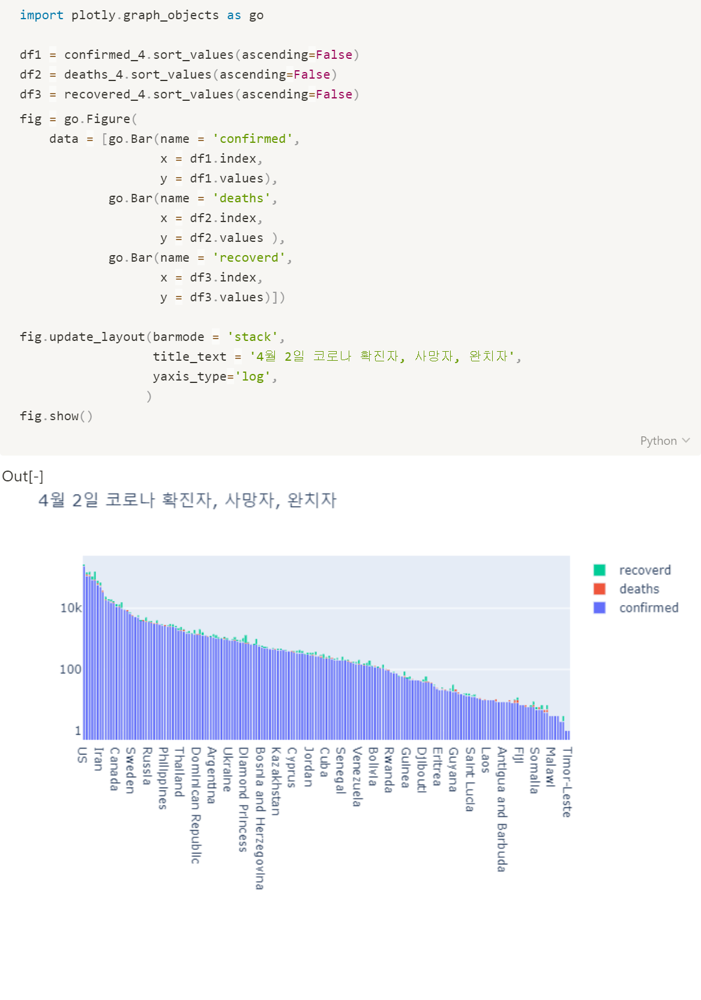 import plotly.graph_objects as go
df1 = confirmed_4.sort_values(ascending=False)
df2 = deaths_4.sort_values(ascending=False)
df3 = recovered_4.sort_values(ascending=False)
fig = go.Figure(
data = [go.Bar(name = 'confirmed',
x = df1.index,
y = df1.values),
go.Bar(name = 'deaths',
x = df2.index,
y = df2.values ),
go.Bar(name = 'recoverd',
x = df3.index,
y = df3.values)])
fig.update_layout(barmode = 'stack',
title_text = '4월 2일 코로나 확진자, 사망자, 완치자',
yaxis_type='log',
)
fig.show()
Python
Out[-]
4월 2일 코로나 확진자, 사망자, 완치자
recoverd
deaths
confirmed
10k
100
1
US
Iran
Canada
Sweden
Russia
Philippines
Thailand
Dominican Republic
Argentina
Ukraine
Diamond Princess
Bosnia and Herzegovina
Kazakhstan
Cyprus
Jordan
Cuba
Senegal
Venezuela
Bolivia
Rwanda
Guinea
Djibouti
Eritrea
Guyana
Saint Lucia
Laos
Antigua and Barbuda
Fiji
Somalia
Malawi
Timor-Leste